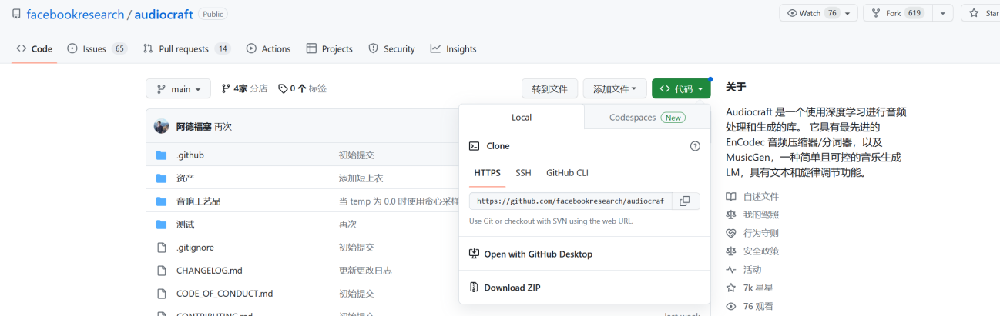 facebookresearch / audiocraft Public
Watch 76 Fork 619 Star
Code Issues 65 Pull requests 14 Actions Projects Security Insights
main 4家 分店 0 个 标签 转到文件 添加文件 代码
阿德福塞 再次
.github 初始提交
资产 添加短上衣
音响工艺品 当 temp 为 0.0 时使用贪心采样
测试 再次
.gitignore 初始提交
CHANGELOG.md 更新更改日志
CODE_OF_CONDUCT.md 初始提交
CONTRIBUTING.md 初始提交 last week
Local Codespaces New
Clone
HTTPS SSH GitHub CLI
https://github.com/facebookresearch/audiocraf
Use Git or checkout with SVN using the web URL.
Open with GitHub Desktop
Download ZIP
关于
Audiocraft 是一个使用深度学习进行音频
处理和生成的库。 它具有最先进的
EnCodec 音频压缩器/分词器，以及
MusicGen，一种简单且可控的音乐生成
LM，具有文本和旋律调节功能。
自述文件
我的驾照
行为守则
安全政策
活动
7k 星星
76 观看